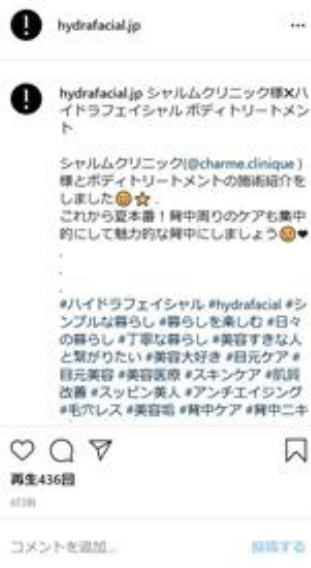 hydrafacial.jp
hydrafacial.jp シャルムクリニック様×ハ
イドラフェイシャル ボディトリートメン
ト
シャルムクリニック(@charme.clinique )
様とボディトリートメントの施術紹介を
しました😊⭐️ .
これから夏本番！背中周りのケアも集中
的にして魅力的な背中にしましょう😊❤
.
.
.
#ハイドラフェイシャル #hydrafacial #シ
ンプルな暮らし #暮らしを楽しむ #日々
の暮らし #丁寧な暮らし #美容すきな人
と繋がりたい #美容大好き #目元ケア #
目元美容 #美容医療 #スキンケア #肌質
改善 #スッピン美人 #アンチエイジング
#毛穴レス #美容垢 #背中ケア #背中ニキ
再生436回
コメントを追加...
投稿する